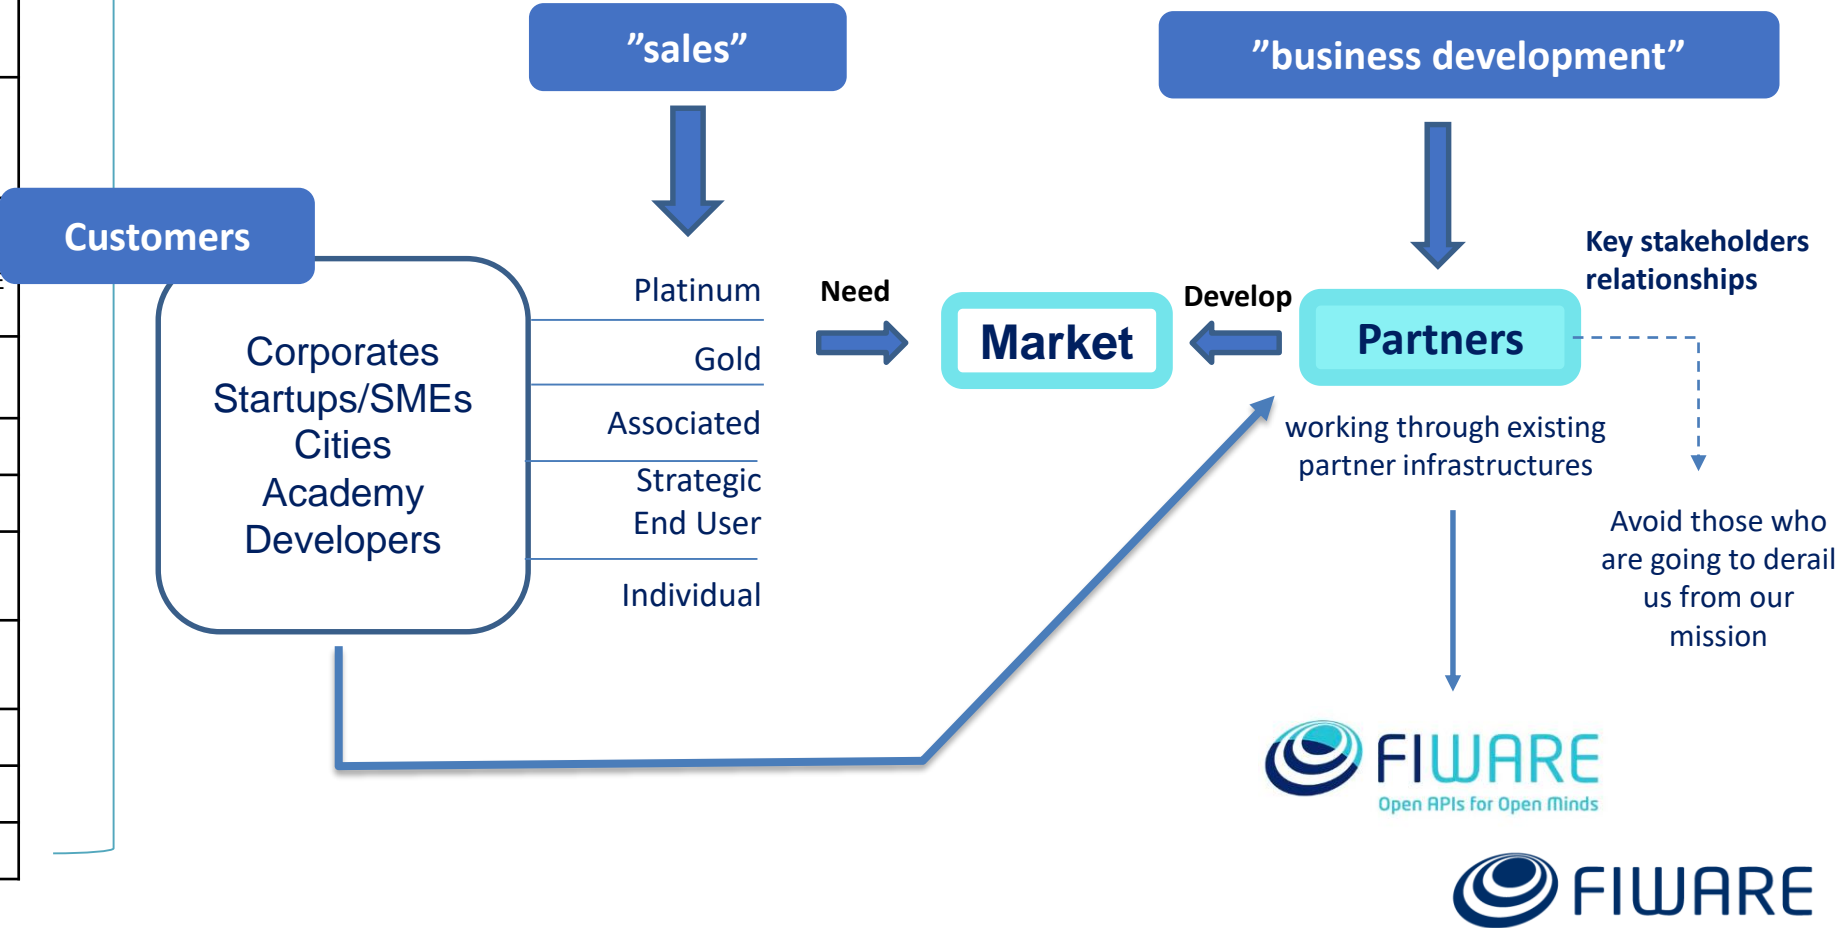 ”sales”
”business development”
Customers
Corporates
Startups/SMEs
Cities
Academy
Developers
Platinum
Gold
Associated
Strategic
End User
Individual
Need
Market
Develop
Partners
Key stakeholders
relationships
working through existing
partner infrastructures
Avoid those who
are going to derail
us from our
mission
FIWARE
Open APIs for Open Minds
FIWARE